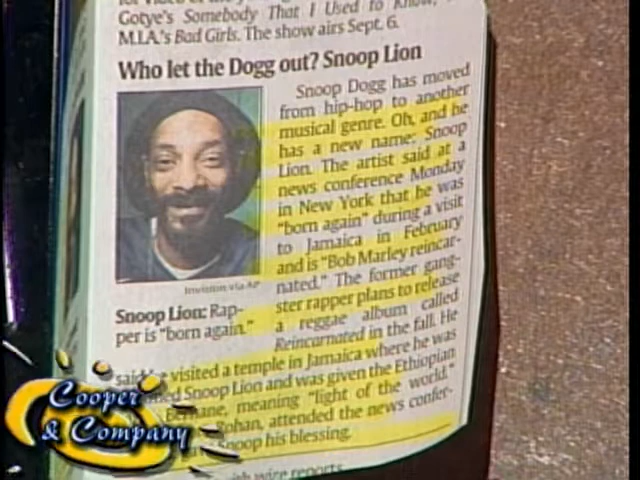 Gotye's Somebody That I Used to Know,
M.I.A.'s Bad Girls. The show airs Sept. 6.
Who let the Dogg out? Snoop Lion
Snoop Dogg has moved
from hip-hop to another
musical genre. Oh, and he
has a new name: Snoop
Lion. The artist said at a
news conference Monday
in New York that he was
"born again" during a visit
to Jamaica in February
and is "Bob Marley reincar-
nated." The former gang-
ster rapper plans to release
a reggae album called
Reincarnated in the fall. He
Invision via AP
Snoop Lion: Rap-
per is "born again."
said visited a temple in Jamaica where he was
Snoop Lion and was given the Ethiopian
meaning "light of the world."
attended the news confer-
Snoop his blessing.
wire reports
Cooper
& Company